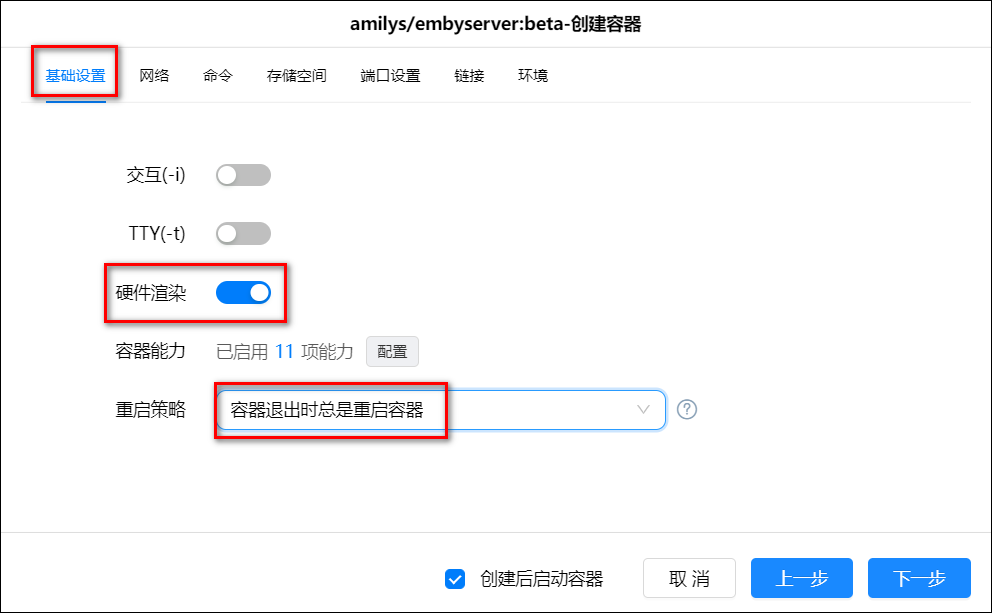 amilys/embyserver:beta-创建容器
基础设置 网络 命令 存储空间 端口设置 链接 环境
交互(-i)
TTY(-t)
硬件渲染
容器能力 已启用 11 项能力 配置
重启策略 容器退出时总是重启容器 ?
创建后启动容器 取消 上一步 下一步